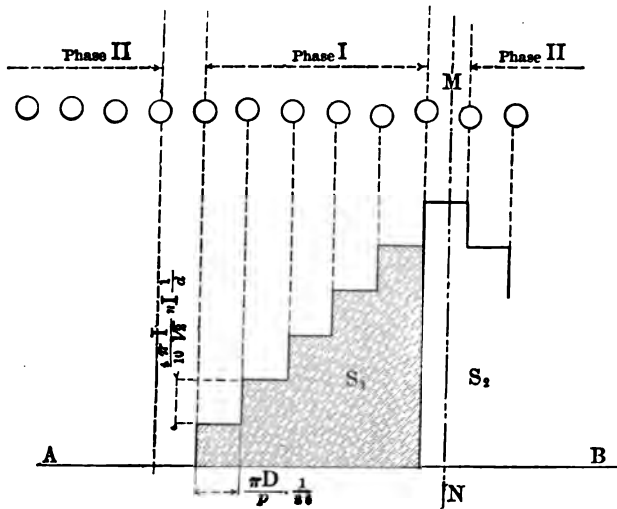 Phase II Phase I Phase II
M
S₁ S₂
A B
πD/p ·
N